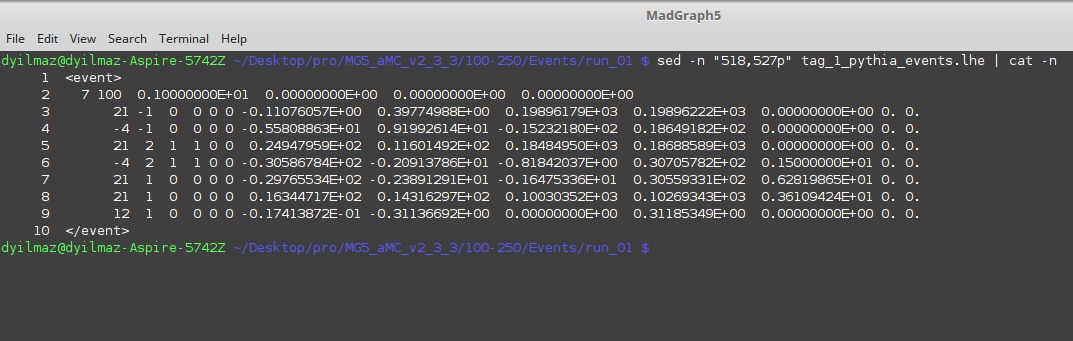 MadGraph5
File Edit View Search Terminal Help
dyilmaz@dyilmaz-Aspire-5742Z ~/Desktop/pro/MG5_aMC_v2_3_3/100-250/Events/run_01 $ sed -n "518,527p" tag_1_pythia_events.lhe | cat -n
1 <event>
2 7 100 0.10000000E+01 0.00000000E+00 0.00000000E+00 0.00000000E+00
3 21 -1 0 0 0 0 -0.11076057E+00 0.39774988E+00 0.19896179E+03 0.19896222E+03 0.00000000E+00 0. 0.
4 -4 -1 0 0 0 0 -0.55808863E+01 0.91992614E+01 -0.15232180E+02 0.18649182E+02 0.00000000E+00 0. 0.
5 21 2 1 1 0 0 0.24947959E+02 0.11601492E+02 0.18484950E+03 0.18688589E+03 0.00000000E+00 0. 0.
6 -4 2 1 1 0 0 -0.30586784E+02 -0.20913786E+01 -0.81842037E+00 0.30705782E+02 0.15000000E+01 0. 0.
7 21 1 0 0 0 0 -0.29765534E+02 -0.23891291E+01 -0.16475336E+01 0.30559331E+02 0.62819865E+01 0. 0.
8 21 1 0 0 0 0 0.16344717E+02 0.14316297E+02 0.10030352E+03 0.10269343E+03 0.36109424E+01 0. 0.
9 12 1 0 0 0 0 -0.17413872E-01 -0.31136692E+00 0.00000000E+00 0.31185349E+00 0.00000000E+00 0. 0.
10 </event>
dyilmaz@dyilmaz-Aspire-5742Z ~/Desktop/pro/MG5_aMC_v2_3_3/100-250/Events/run_01 $